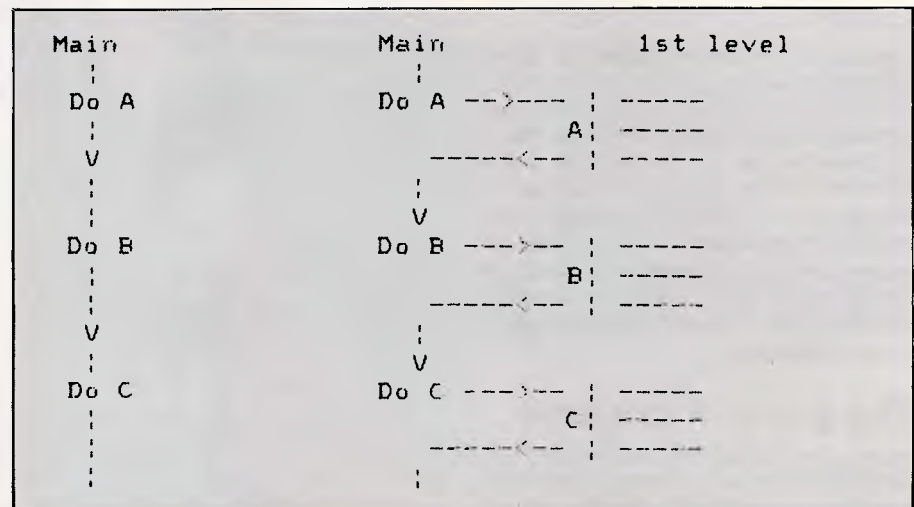 Main Main 1st level
Do A Do A -->--- -----
A -----
-----<-- -----
V
V
Do B Do B -->--- -----
B -----
-----<-- -----
V
V
Do C Do C -->--- -----
C -----
-----<-- -----